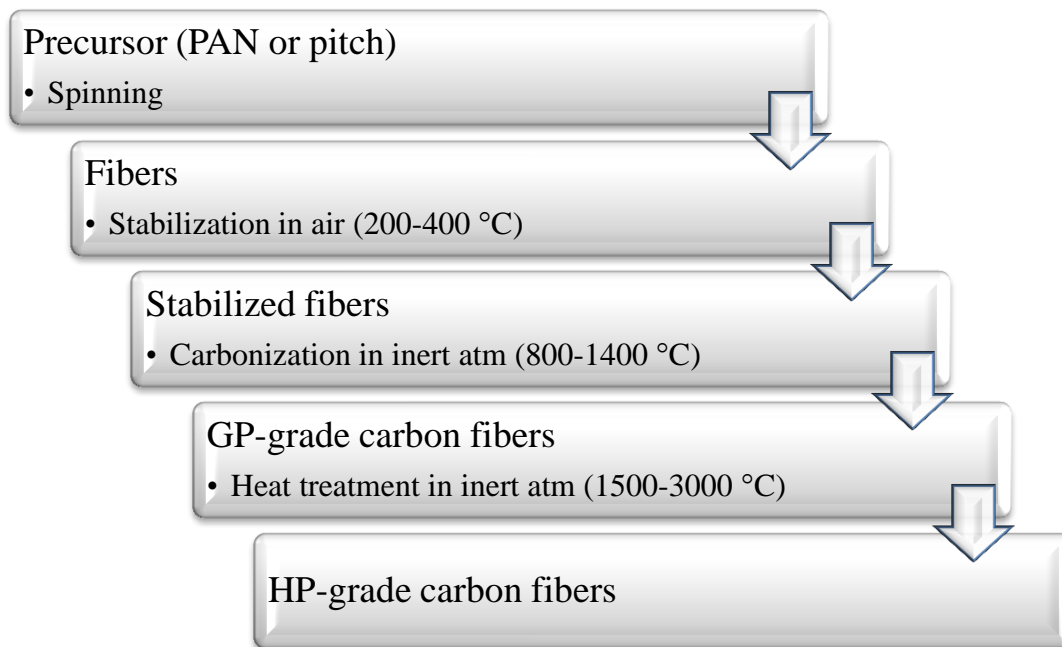 Precursor (PAN or pitch)
• Spinning
Fibers
• Stabilization in air (200-400 °C)
Stabilized fibers
• Carbonization in inert atm (800-1400 °C)
GP-grade carbon fibers
• Heat treatment in inert atm (1500-3000 °C)
HP-grade carbon fibers